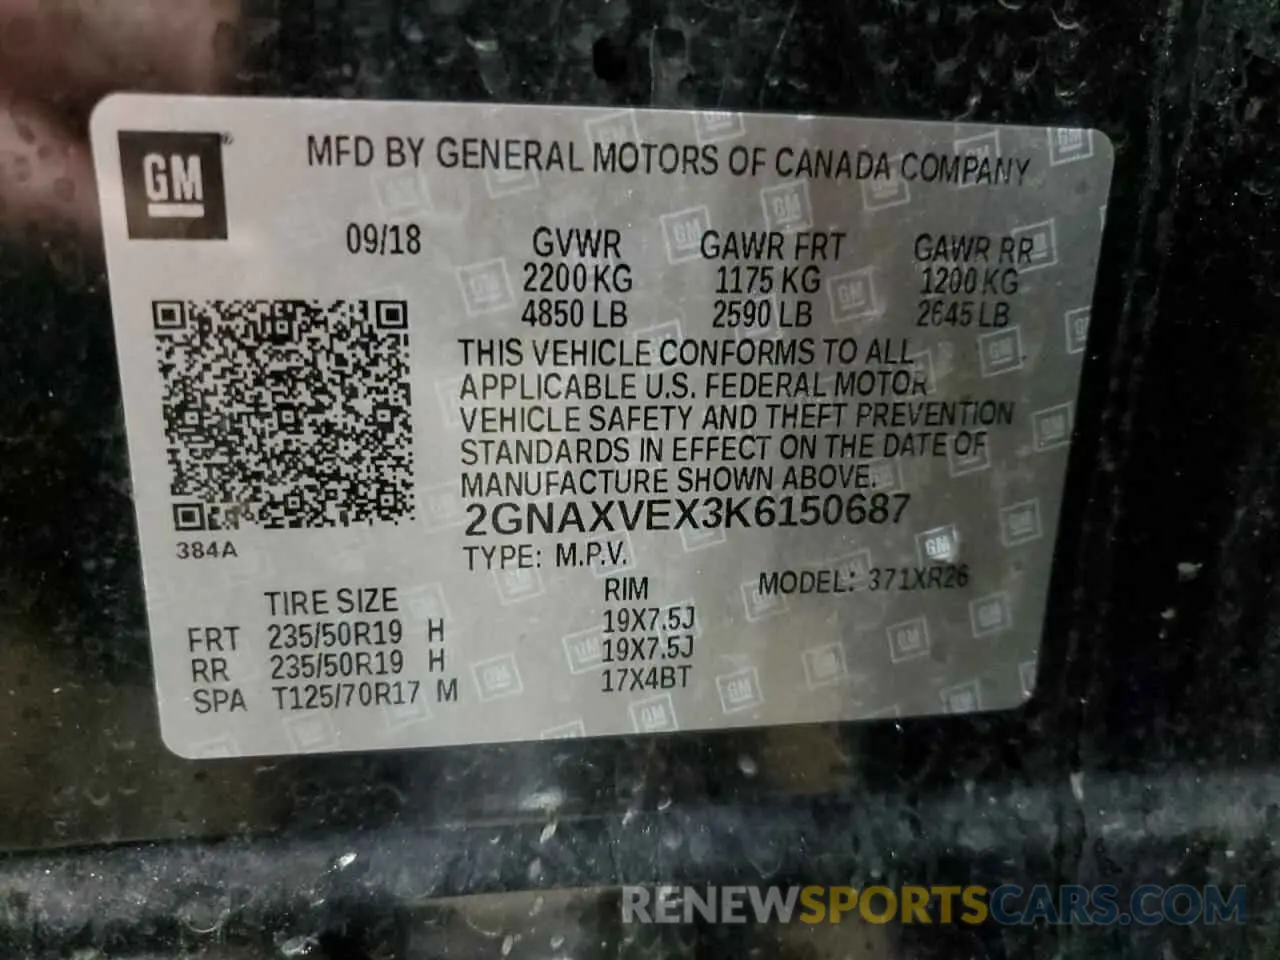 GM®
MFD BY GENERAL MOTORS OF CANADA COMPANY
09/18 GVWR GAWR FRT GAWR RR
2200 KG 1175 KG 1200 KG
4850 LB 2590 LB 2645 LB
THIS VEHICLE CONFORMS TO ALL
APPLICABLE U.S. FEDERAL MOTOR
VEHICLE SAFETY AND THEFT PREVENTION
STANDARDS IN EFFECT ON THE DATE OF
MANUFACTURE SHOWN ABOVE.
2GNAXVEX3K6150687
384A
TYPE: M.P.V.
MODEL: 371XR26
TIRE SIZE RIM
FRT 235/50R19 H 19X7.5J
RR 235/50R19 H 19X7.5J
SPA T125/70R17 M 17X4BT
RENEWSPORTSCARS.COM